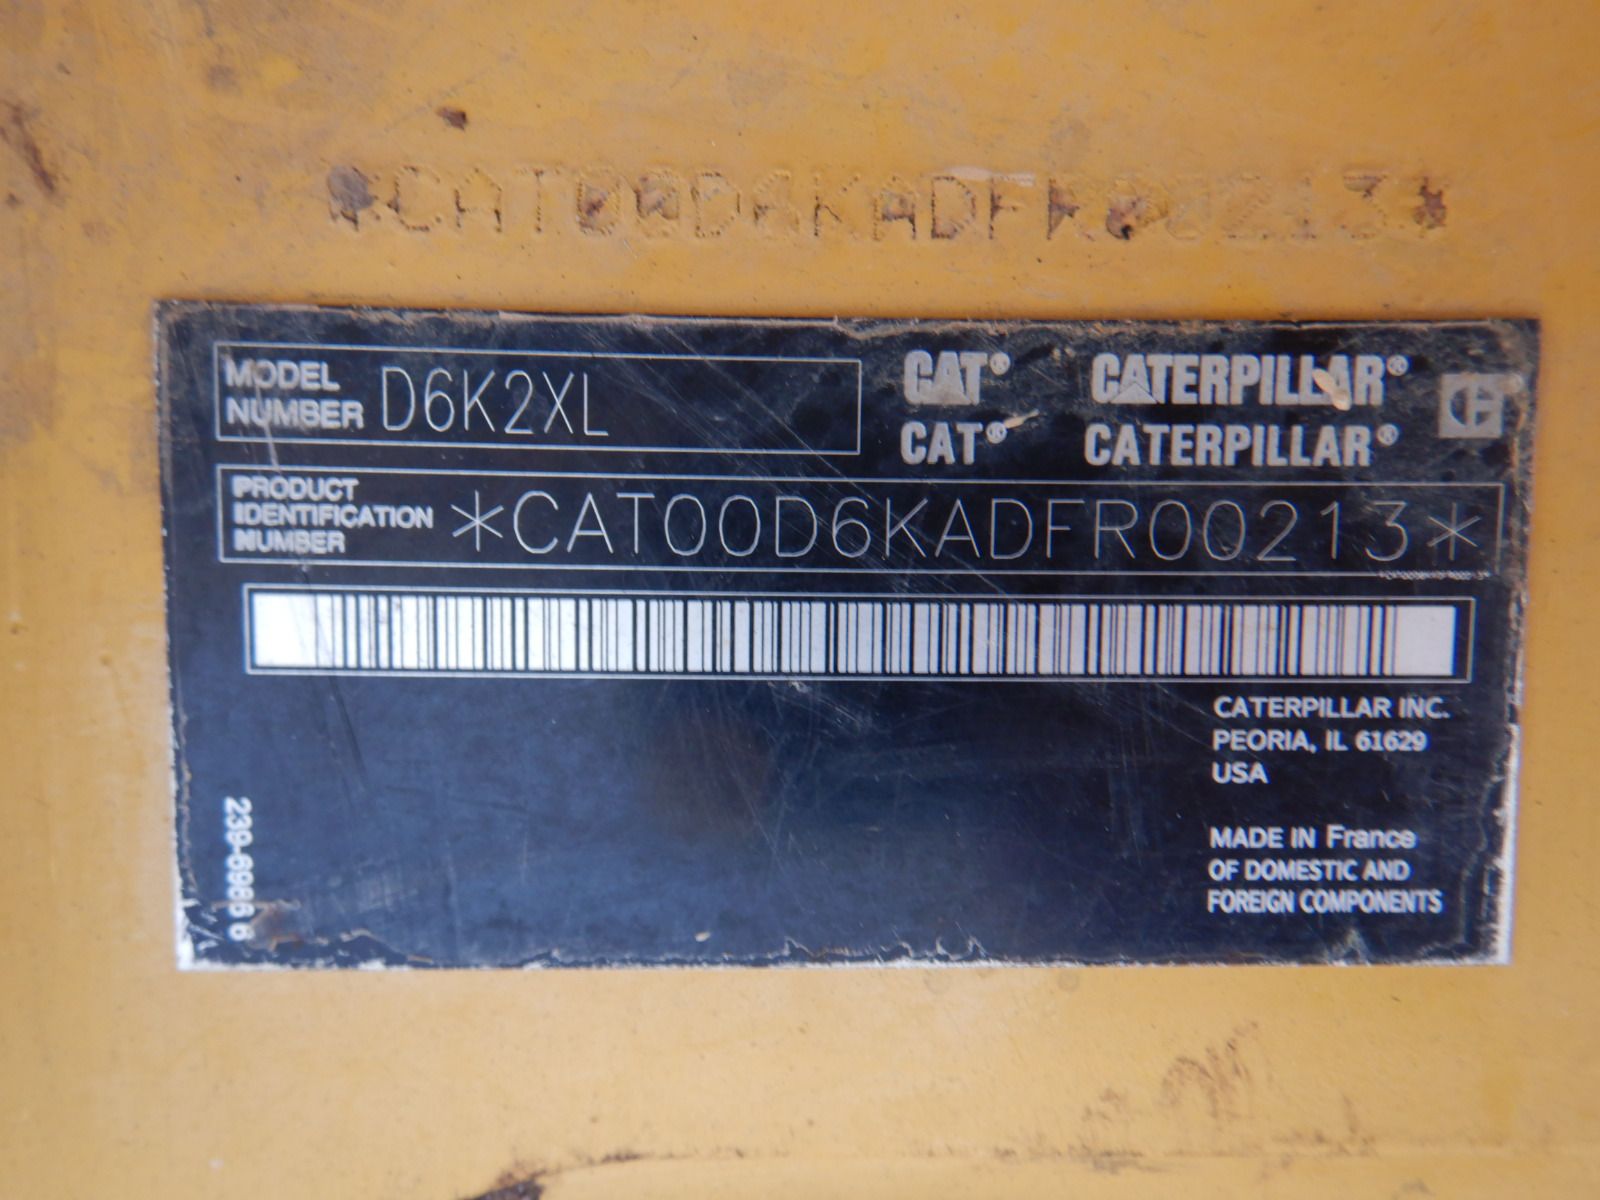 *CAT00D6KADFR00213*
MODEL NUMBER D6K2XL
CAT® CATERPILLAR®
CAT® CATERPILLAR®
PRODUCT IDENTIFICATION NUMBER *CAT00D6KADFR00213*
CATERPILLAR INC.
PEORIA, IL 61629
USA
MADE IN France
OF DOMESTIC AND
FOREIGN COMPONENTS